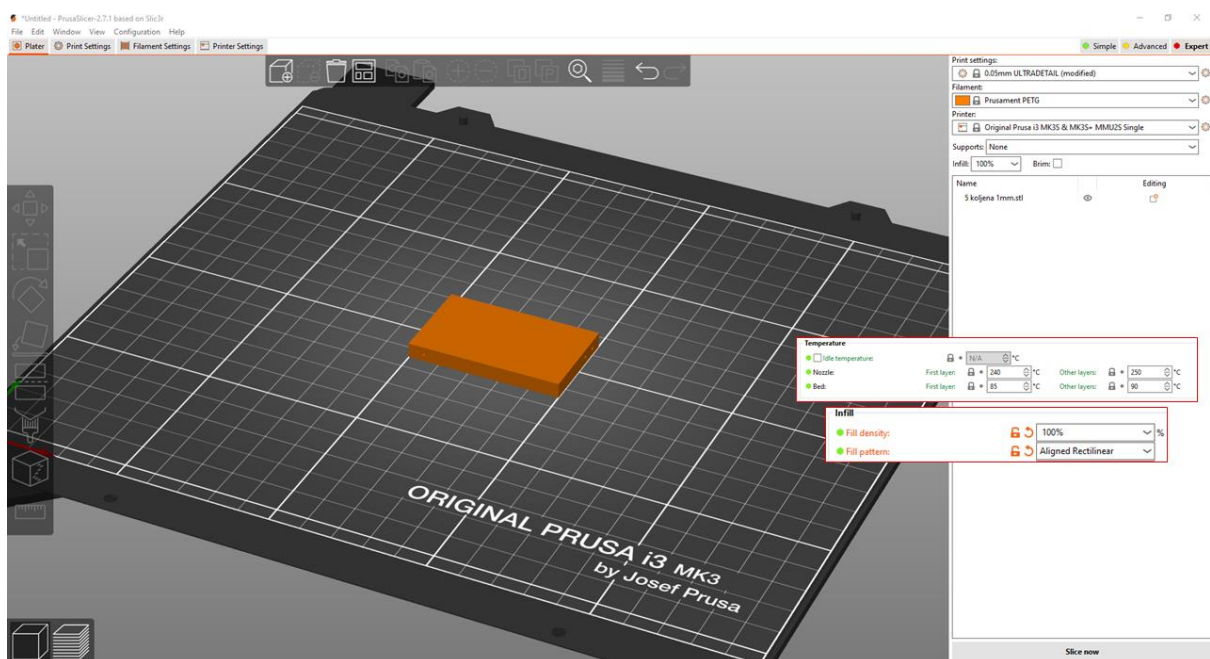 *Untitled - PrusaSlicer-2.7.1 based on Slic3r
File Edit Window View Configuration Help
Plater Print Settings Filament Settings Printer Settings
Simple Advanced Expert
Print settings:
0.05mm ULTRADETAIL (modified)
Filament:
Prusament PETG
Printer:
Original Prusa i3 MK3S & MK3S+ MMU2S Single
Supports: None
Infill: 100% Brim:
Name Editing
5 koljena 1mm.stl
Temperature
Idle temperature: N/A °C
Nozzle: First layer: 240 °C Other layers: 250 °C
Bed: First layer: 85 °C Other layers: 90 °C
Infill
Fill density: 100% %
Fill pattern: Aligned Rectilinear
ORIGINAL PRUSA i3 MK3
by Josef Prusa
Slice now